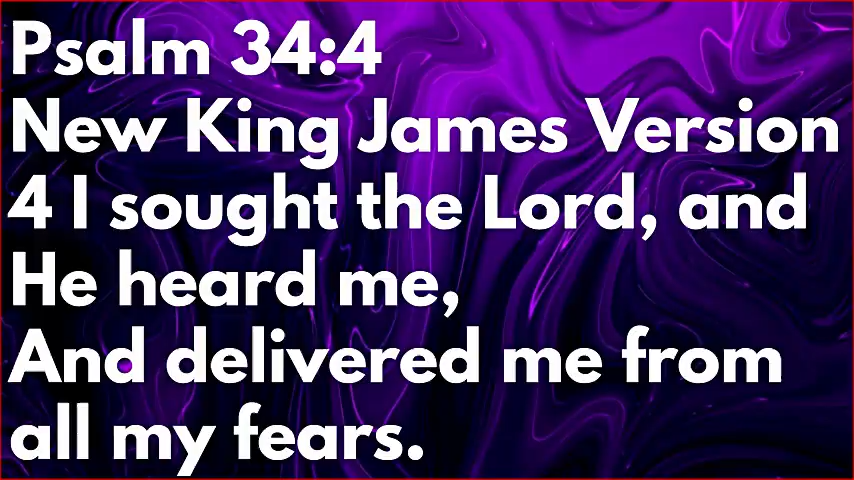 Psalm 34:4
New King James Version
4 I sought the Lord, and
He heard me,
And delivered me from
all my fears.